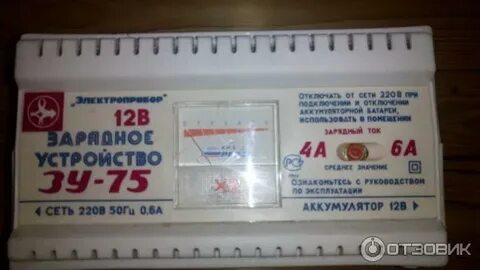 "Электроприбор"
12В
ЗАРЯДНОЕ
УСТРОЙСТВО
ЗУ-75
СЕТЬ 220В 50Гц 0,6А
ОТКЛЮЧАТЬ ОТ СЕТИ 220В ПРИ
ПОДКЛЮЧЕНИИ И ОТКЛЮЧЕНИИ
АККУМУЛЯТОРНОЙ БАТАРЕИ,
ИСПОЛЬЗОВАТЬ В ПОМЕЩЕНИИ
ЗАРЯДНЫЙ ТОК
4А 6А
СРЕДНЕЕ ЗНАЧЕНИЕ
РСТ
ОЗНАКОМЬТЕСЬ С РУКОВОДСТВОМ
ПО ЭКСПЛУАТАЦИИ
АККУМУЛЯТОР 12В
ОТЗОВИК